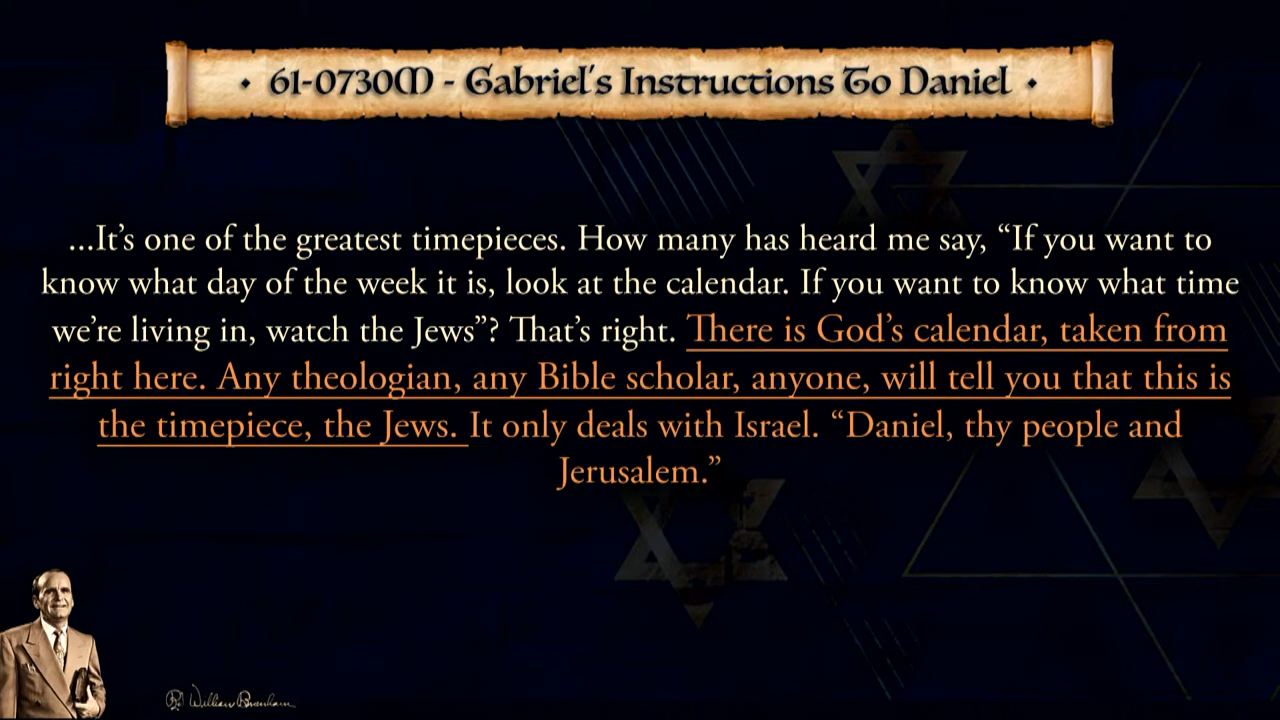 • 61-0730M - Gabriel's Instructions To Daniel •
...It’s one of the greatest timepieces. How many has heard me say, “If you want to
know what day of the week it is, look at the calendar. If you want to know what time
we’re living in, watch the Jews”? That’s right. There is God’s calendar, taken from
right here. Any theologian, any Bible scholar, anyone, will tell you that this is
the timepiece, the Jews. It only deals with Israel. “Daniel, thy people and
Jerusalem.”
William Branham